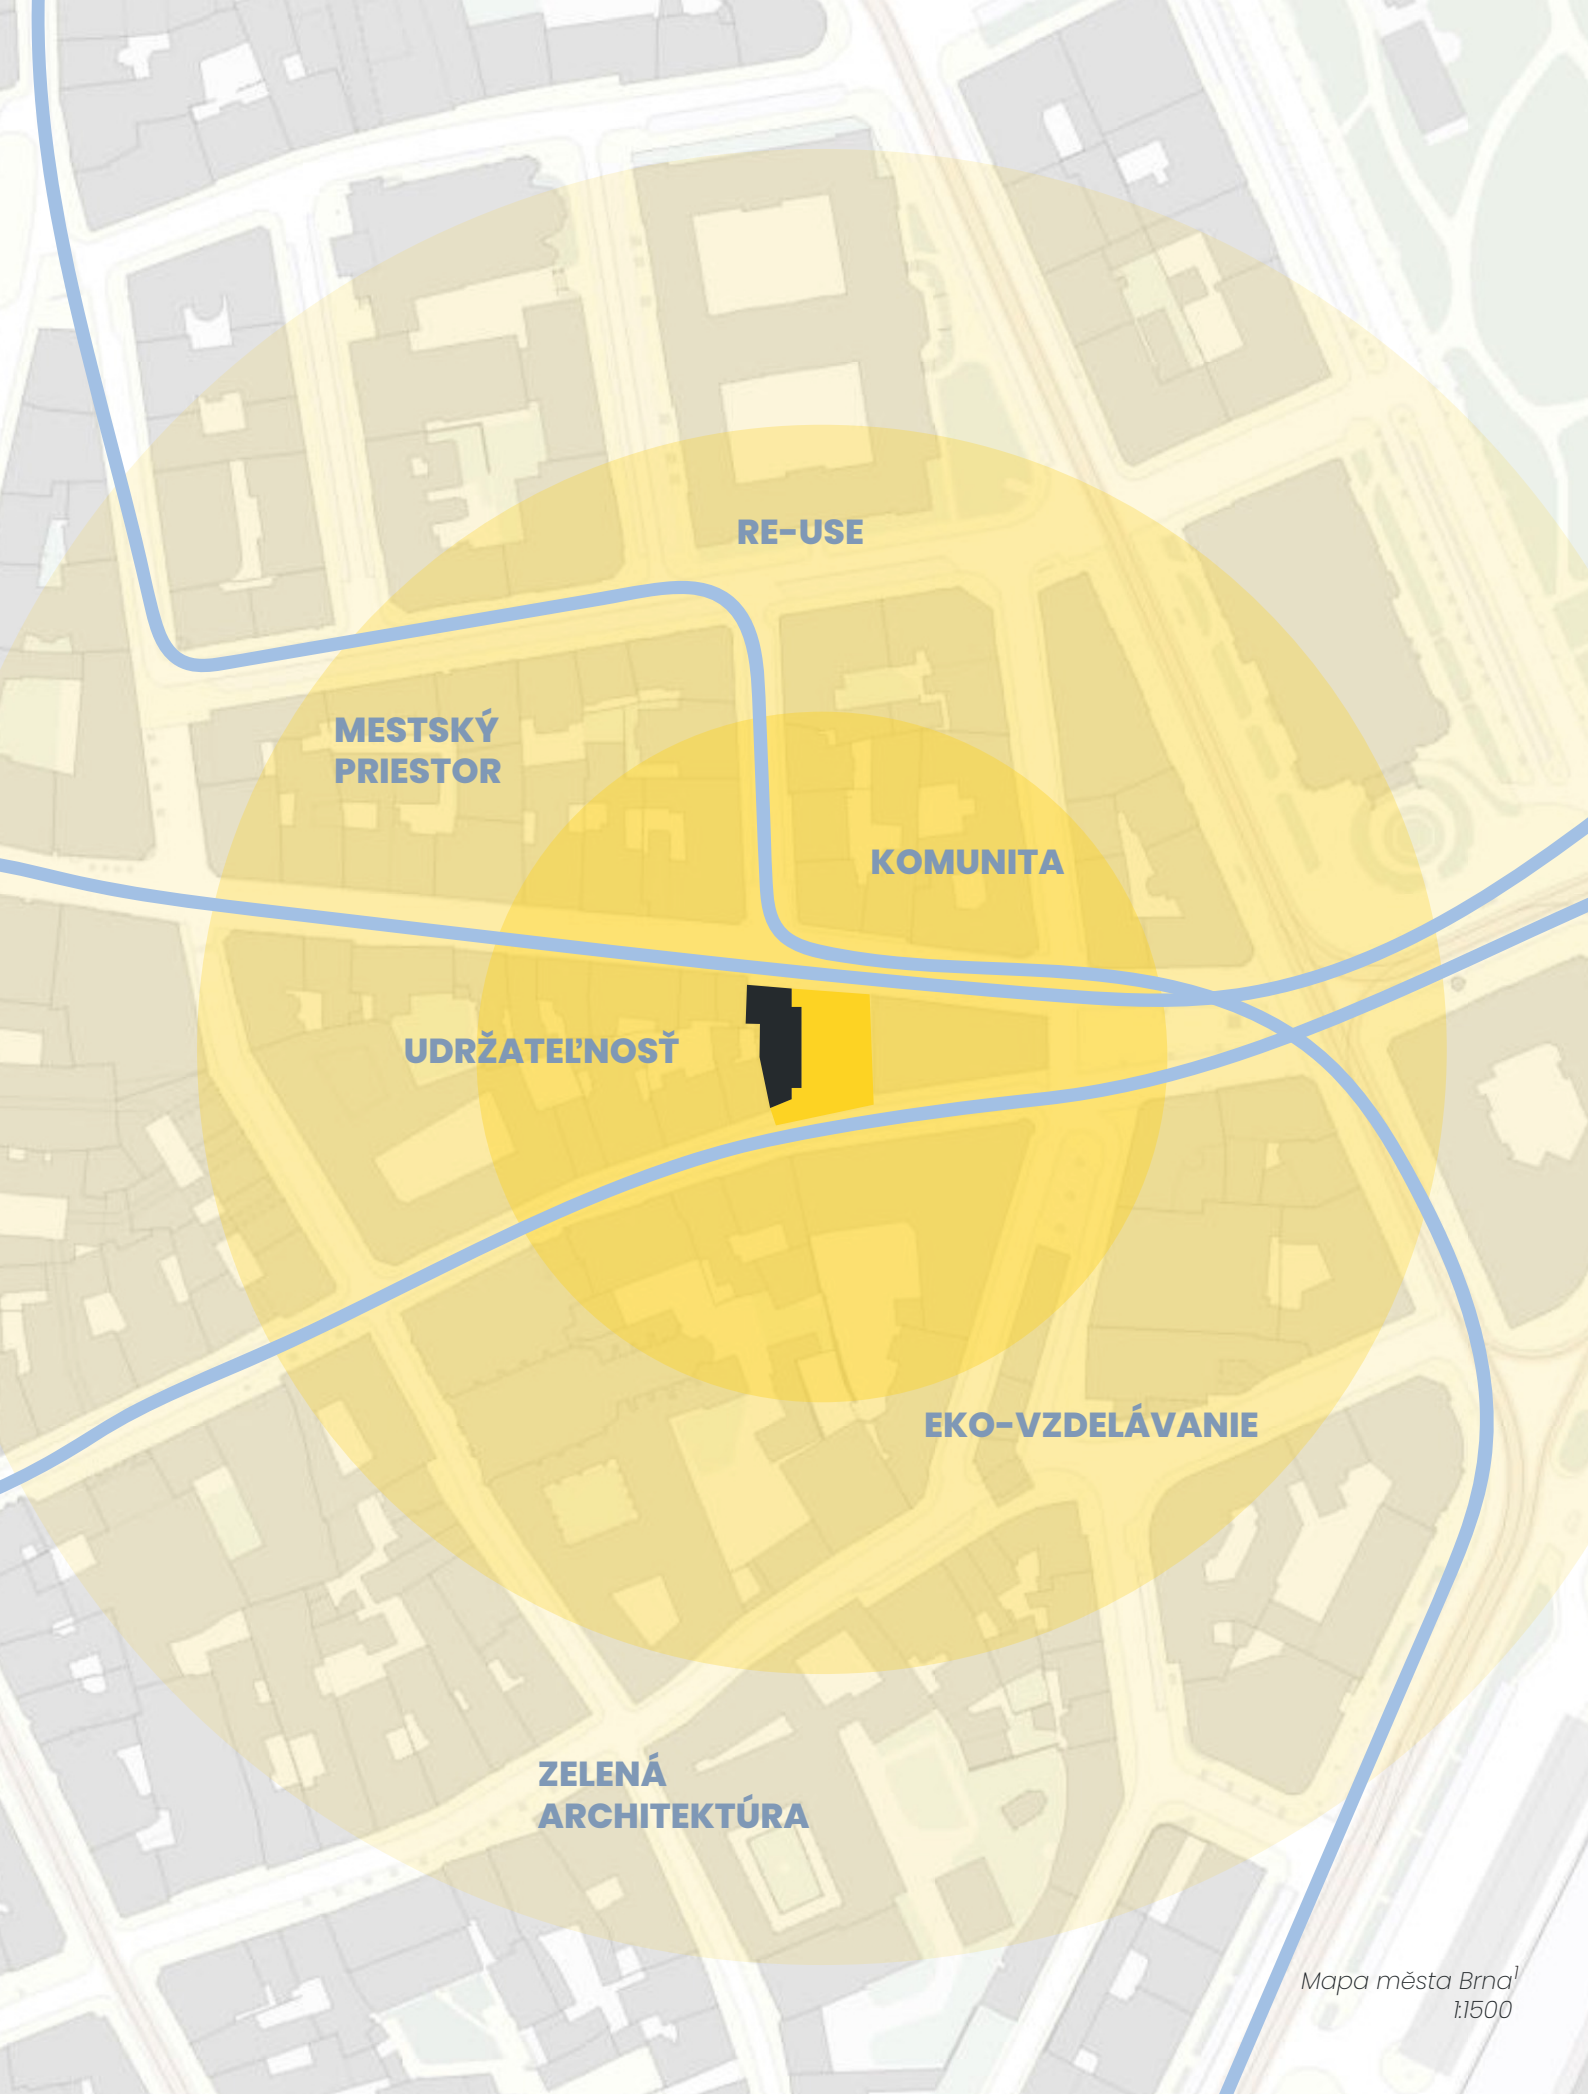 RE-USE
MESTSKÝ
PRIESTOR
KOMUNITA
UDRŽATEĽNOSŤ
EKO-VZDELÁVANIE
ZELENÁ
ARCHITEKTÚRA
Mapa města Brna¹
1:1500